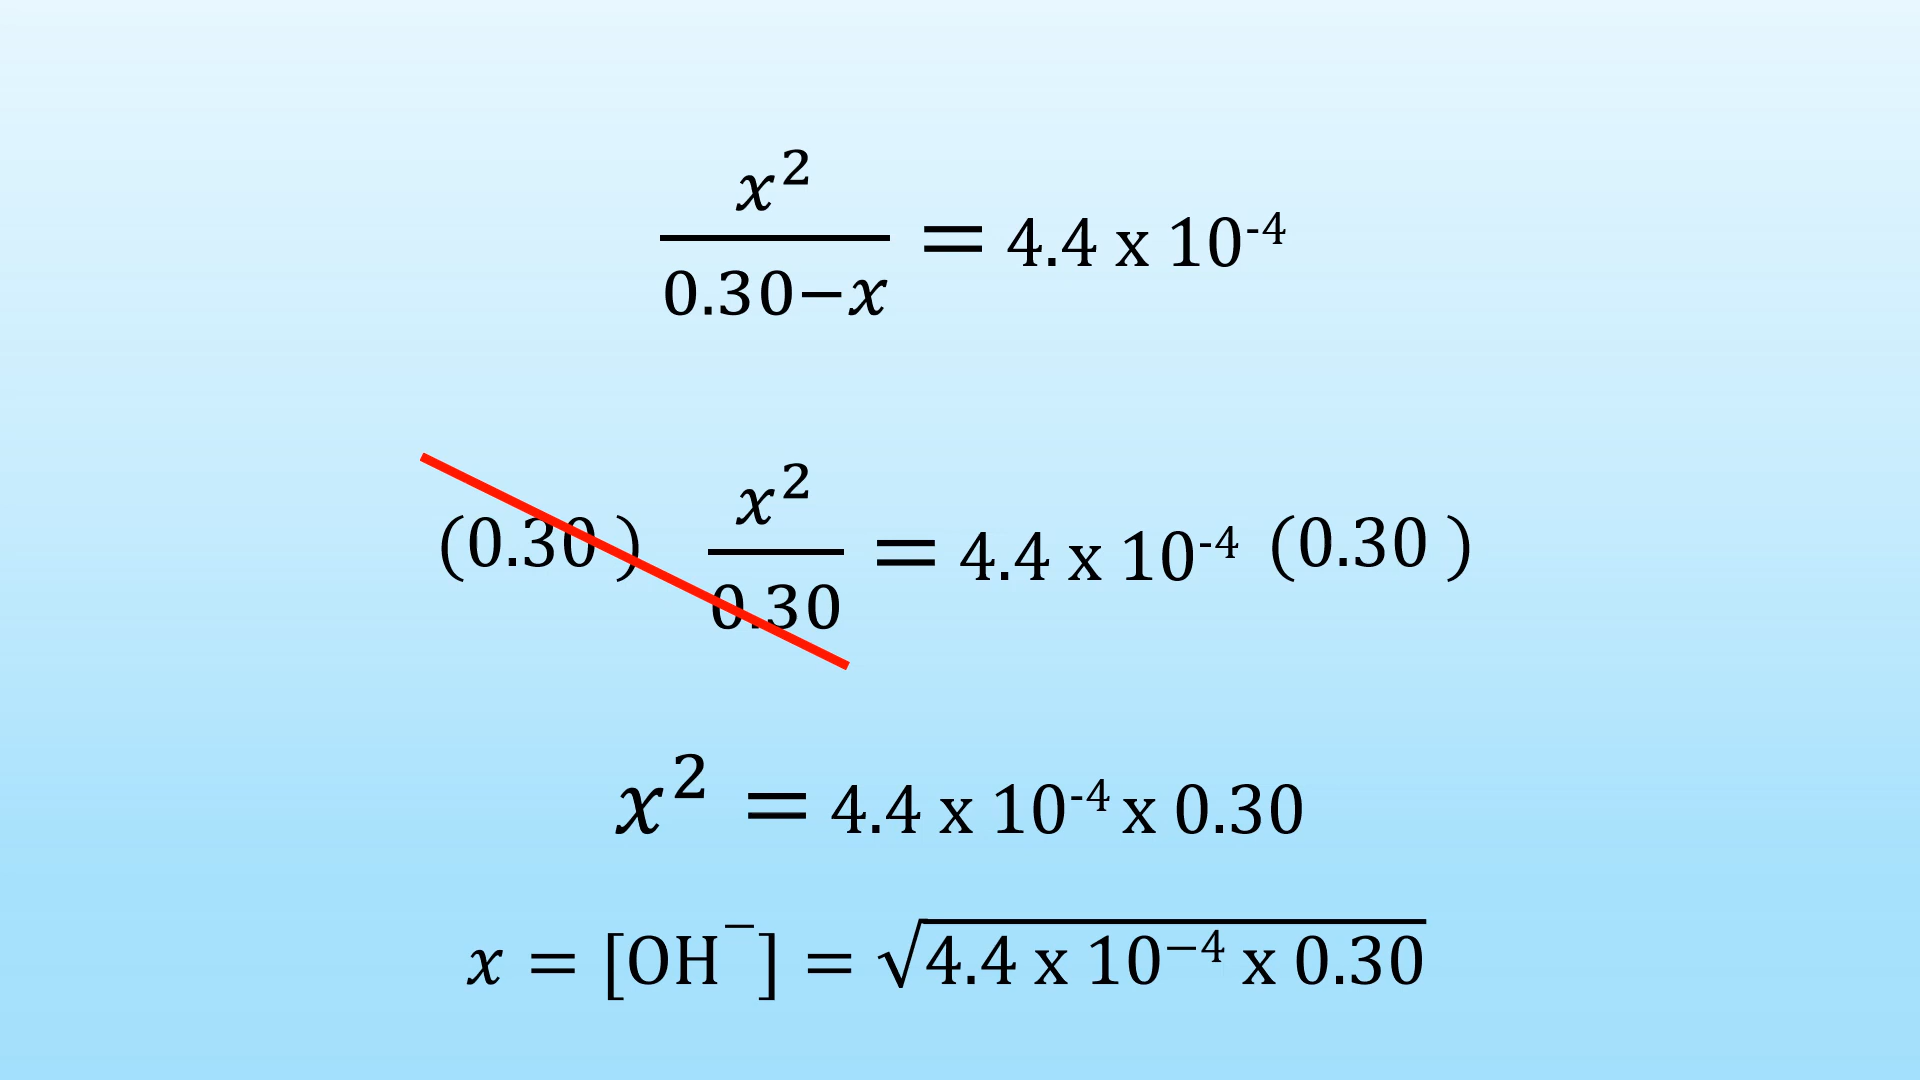 x² / 0.30−x = 4.4 x 10⁻⁴
(0.30 ) x² / 0.30 = 4.4 x 10⁻⁴ (0.30 )
x² = 4.4 x 10⁻⁴ x 0.30
x = [OH⁻] = √4.4 x 10⁻⁴ x 0.30